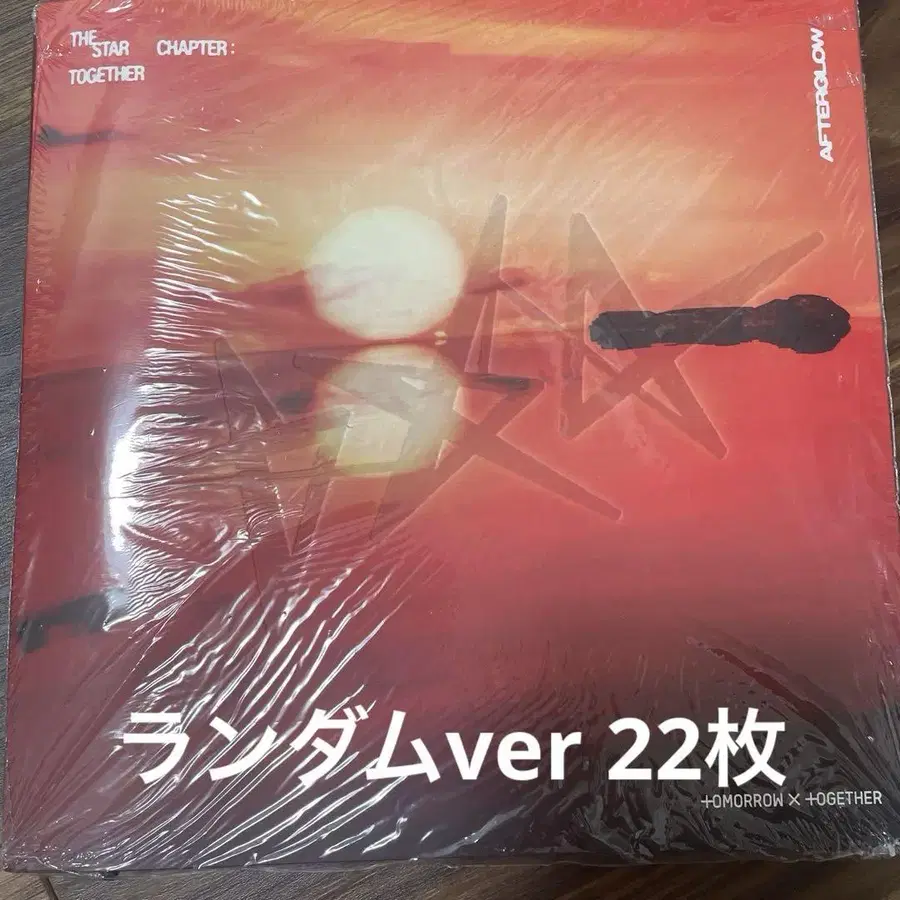 THE
STAR CHAPTER:
TOGETHER
AFTERGLOW
ランダムver 22枚
TOMORROW × TOGETHER